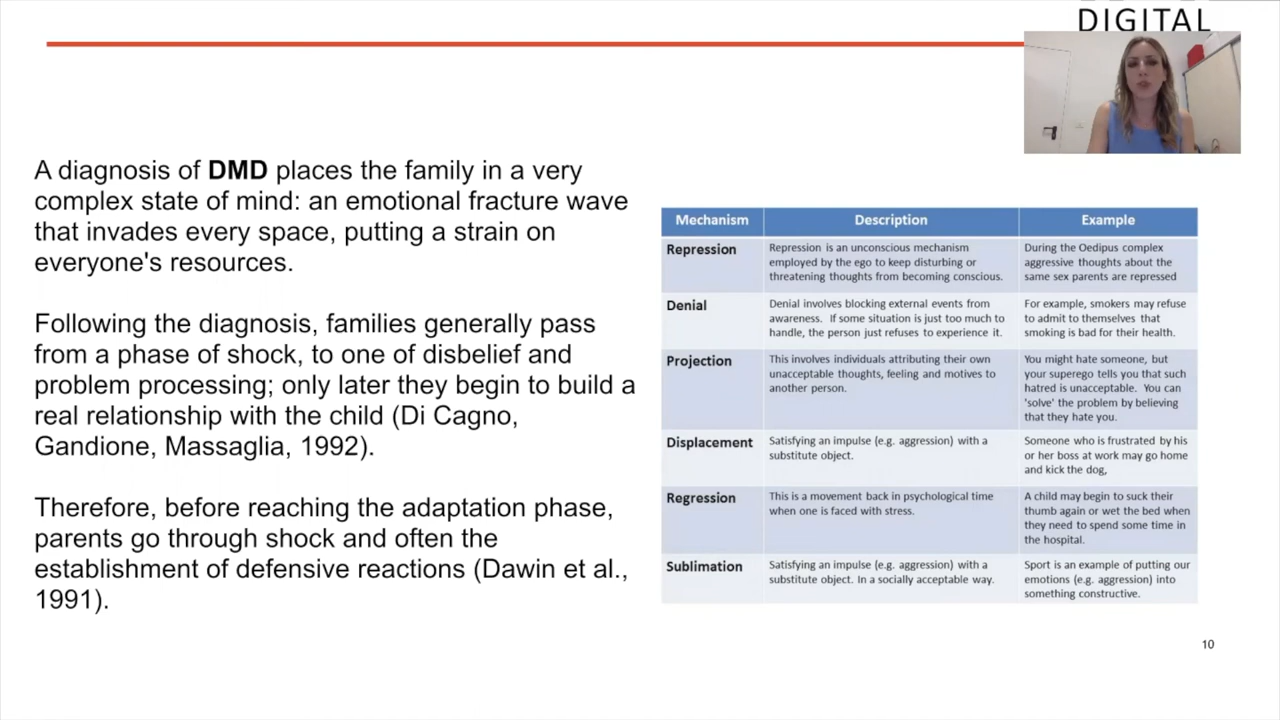 DIGITAL
A diagnosis of DMD places the family in a very
complex state of mind: an emotional fracture wave
that invades every space, putting a strain on
everyone's resources.
Following the diagnosis, families generally pass
from a phase of shock, to one of disbelief and
problem processing; only later they begin to build a
real relationship with the child (Di Cagno,
Gandione, Massaglia, 1992).
Therefore, before reaching the adaptation phase,
parents go through shock and often the
establishment of defensive reactions (Dawin et al.,
1991).
Mechanism Description Example
Repression
Repression is an unconscious mechanism
employed by the ego to keep disturbing or
threatening thoughts from becoming conscious.
During the Oedipus complex
aggressive thoughts about the
same sex parents are repressed
Denial
Denial involves blocking external events from
awareness. If some situation is just too much to
handle, the person just refuses to experience it.
For example, smokers may refuse
to admit to themselves that
smoking is bad for their health.
Projection
This involves individuals attributing their own
unacceptable thoughts, feeling and motives to
another person.
You might hate someone, but
your superego tells you that such
hatred is unacceptable. You can
'solve' the problem by believing
that they hate you.
Displacement
Satisfying an impulse (e.g. aggression) with a
substitute object.
Someone who is frustrated by his
or her boss at work may go home
and kick the dog,
Regression
This is a movement back in psychological time
when one is faced with stress.
A child may begin to suck their
thumb again or wet the bed when
they need to spend some time in
the hospital.
Sublimation
Satisfying an impulse (e.g. aggression) with a
substitute object. In a socially acceptable way.
Sport is an example of putting our
emotions (e.g. aggression) into
something constructive.
10